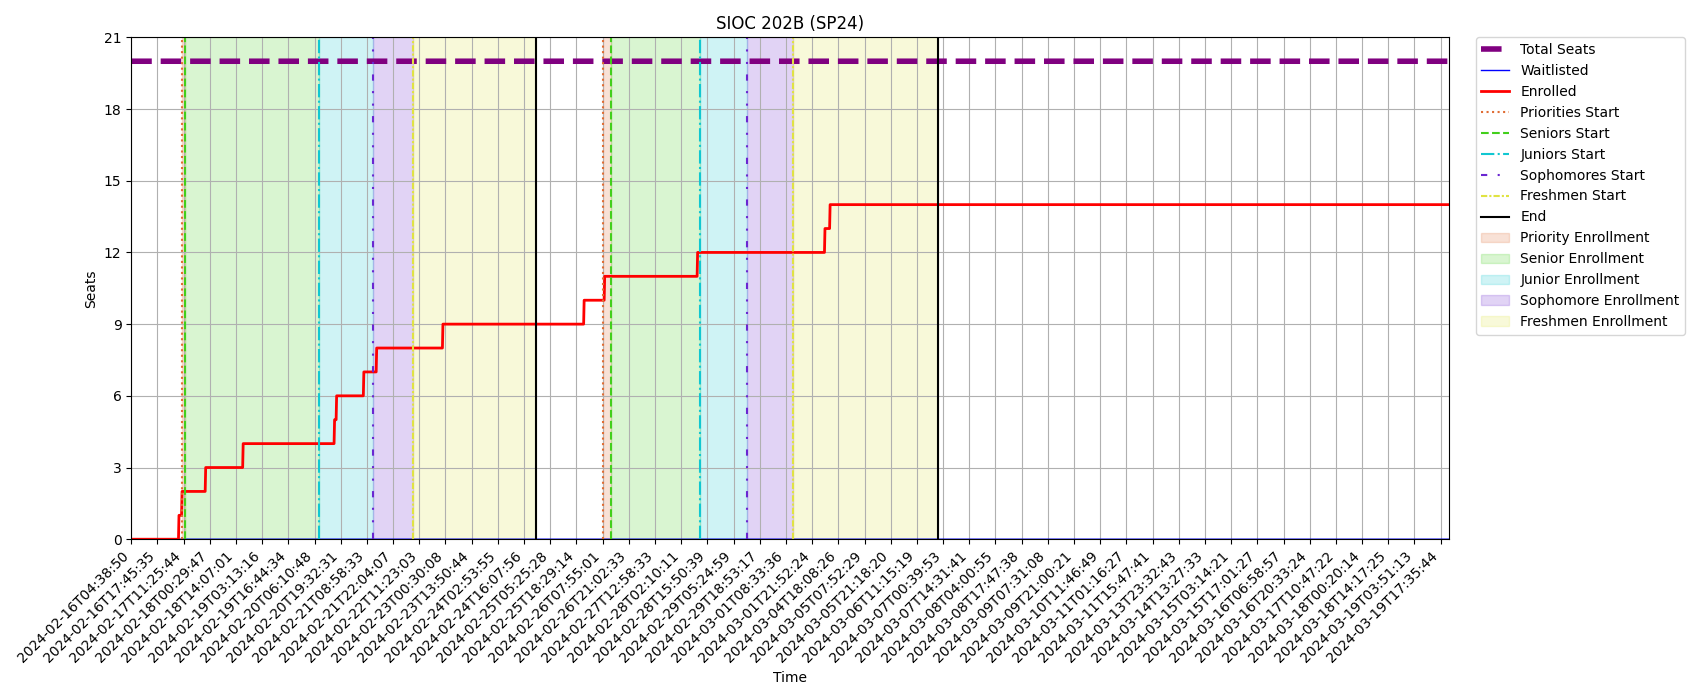 SIOC 202B (SP24)
21
18
15
12
9
6
3
0
Seats
2024-02-16T04:38:50
2024-02-16T17:45:35
2024-02-17T11:25:44
2024-02-18T00:29:47
2024-02-18T14:07:01
2024-02-19T03:13:16
2024-02-19T16:44:34
2024-02-20T06:10:48
2024-02-20T19:32:31
2024-02-21T08:58:33
2024-02-21T22:04:07
2024-02-22T11:23:03
2024-02-23T00:30:08
2024-02-23T13:50:44
2024-02-24T02:53:55
2024-02-24T16:07:56
2024-02-25T05:25:28
2024-02-25T18:29:14
2024-02-26T07:55:01
2024-02-26T21:02:33
2024-02-27T12:58:33
2024-02-28T02:10:11
2024-02-28T15:50:39
2024-02-29T05:24:59
2024-02-29T18:53:17
2024-03-01T08:33:36
2024-03-01T21:52:24
2024-03-04T18:08:26
2024-03-05T07:52:29
2024-03-05T21:18:20
2024-03-06T11:15:19
2024-03-07T00:39:53
2024-03-07T14:31:41
2024-03-08T04:00:55
2024-03-08T17:47:38
2024-03-09T07:31:08
2024-03-09T21:00:21
2024-03-10T11:46:49
2024-03-11T01:16:27
2024-03-11T15:47:41
2024-03-13T23:32:43
2024-03-14T13:27:33
2024-03-15T03:14:21
2024-03-15T17:01:27
2024-03-16T06:58:57
2024-03-16T20:33:24
2024-03-17T10:47:22
2024-03-18T00:20:14
2024-03-18T14:17:25
2024-03-19T03:51:13
2024-03-19T17:35:44
Time
Total Seats
Waitlisted
Enrolled
Priorities Start
Seniors Start
Juniors Start
Sophomores Start
Freshmen Start
End
Priority Enrollment
Senior Enrollment
Junior Enrollment
Sophomore Enrollment
Freshmen Enrollment